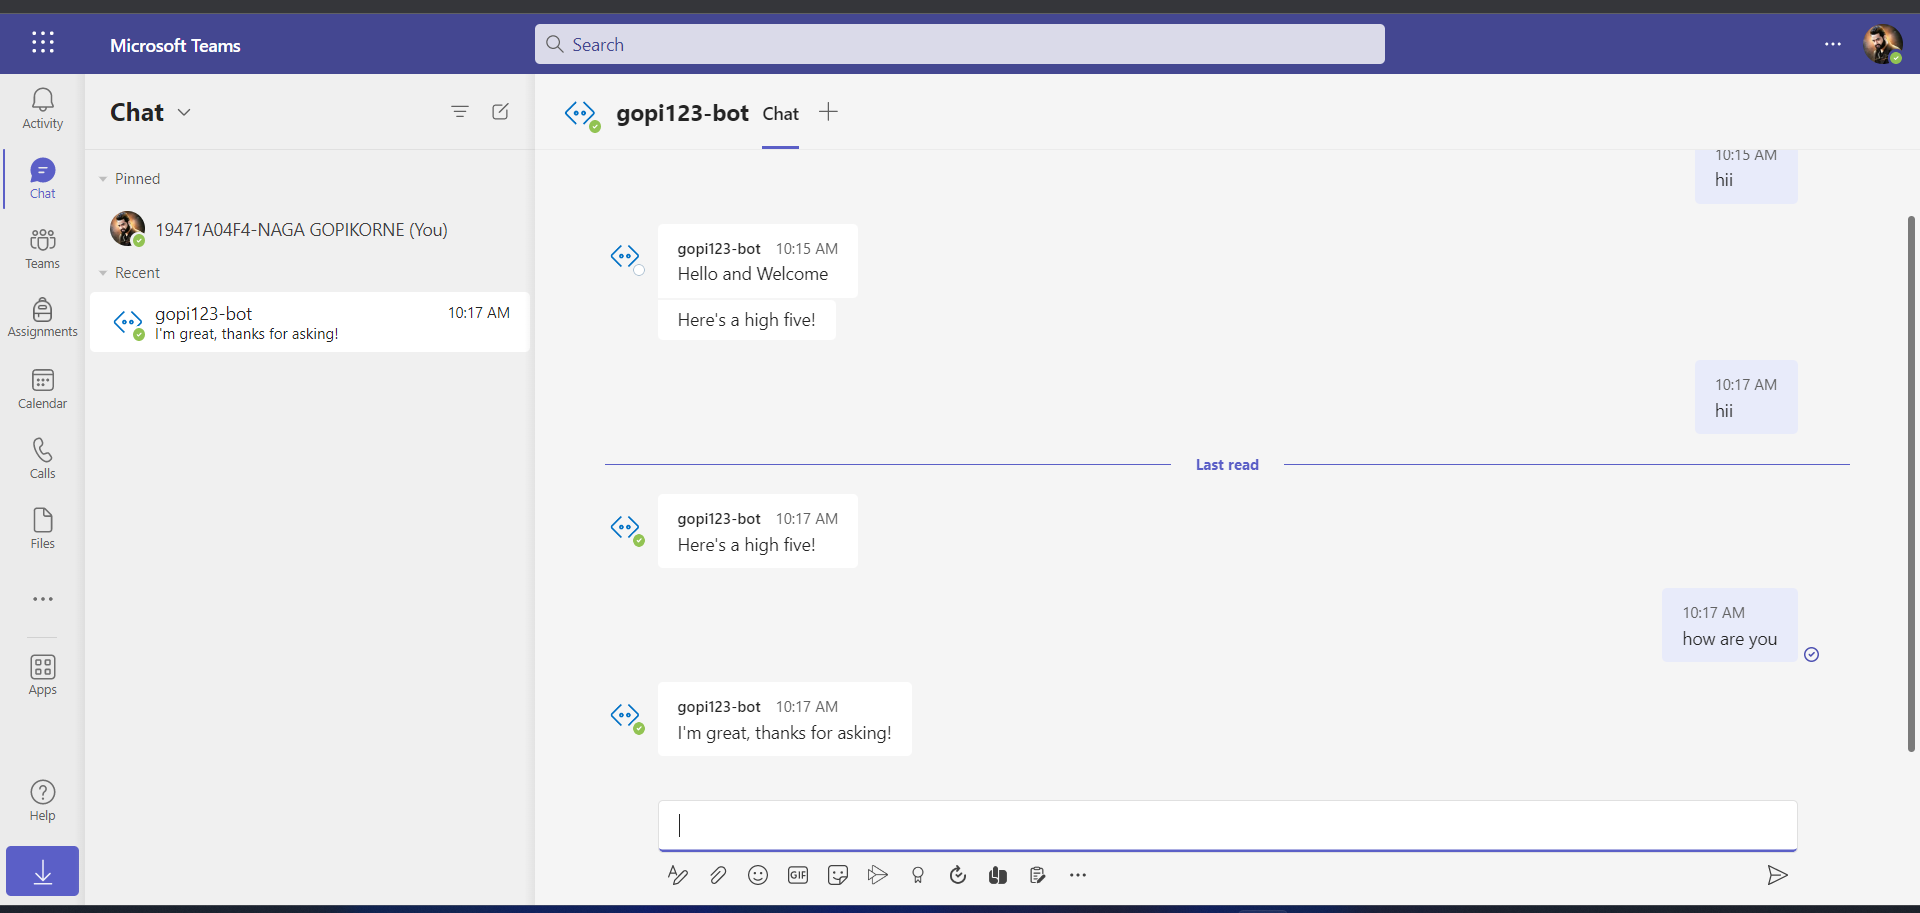 Microsoft Teams
Search
Activity
Chat
Teams
Assignments
Calendar
Calls
Files
Apps
Help
Chat
Pinned
19471A04F4-NAGA GOPIKORNE (You)
Recent
gopi123-bot 10:17 AM
I'm great, thanks for asking!
gopi123-bot Chat
10:15 AM
hii
gopi123-bot 10:15 AM
Hello and Welcome
Here's a high five!
10:17 AM
hii
Last read
gopi123-bot 10:17 AM
Here's a high five!
10:17 AM
how are you
gopi123-bot 10:17 AM
I'm great, thanks for asking!
GIF